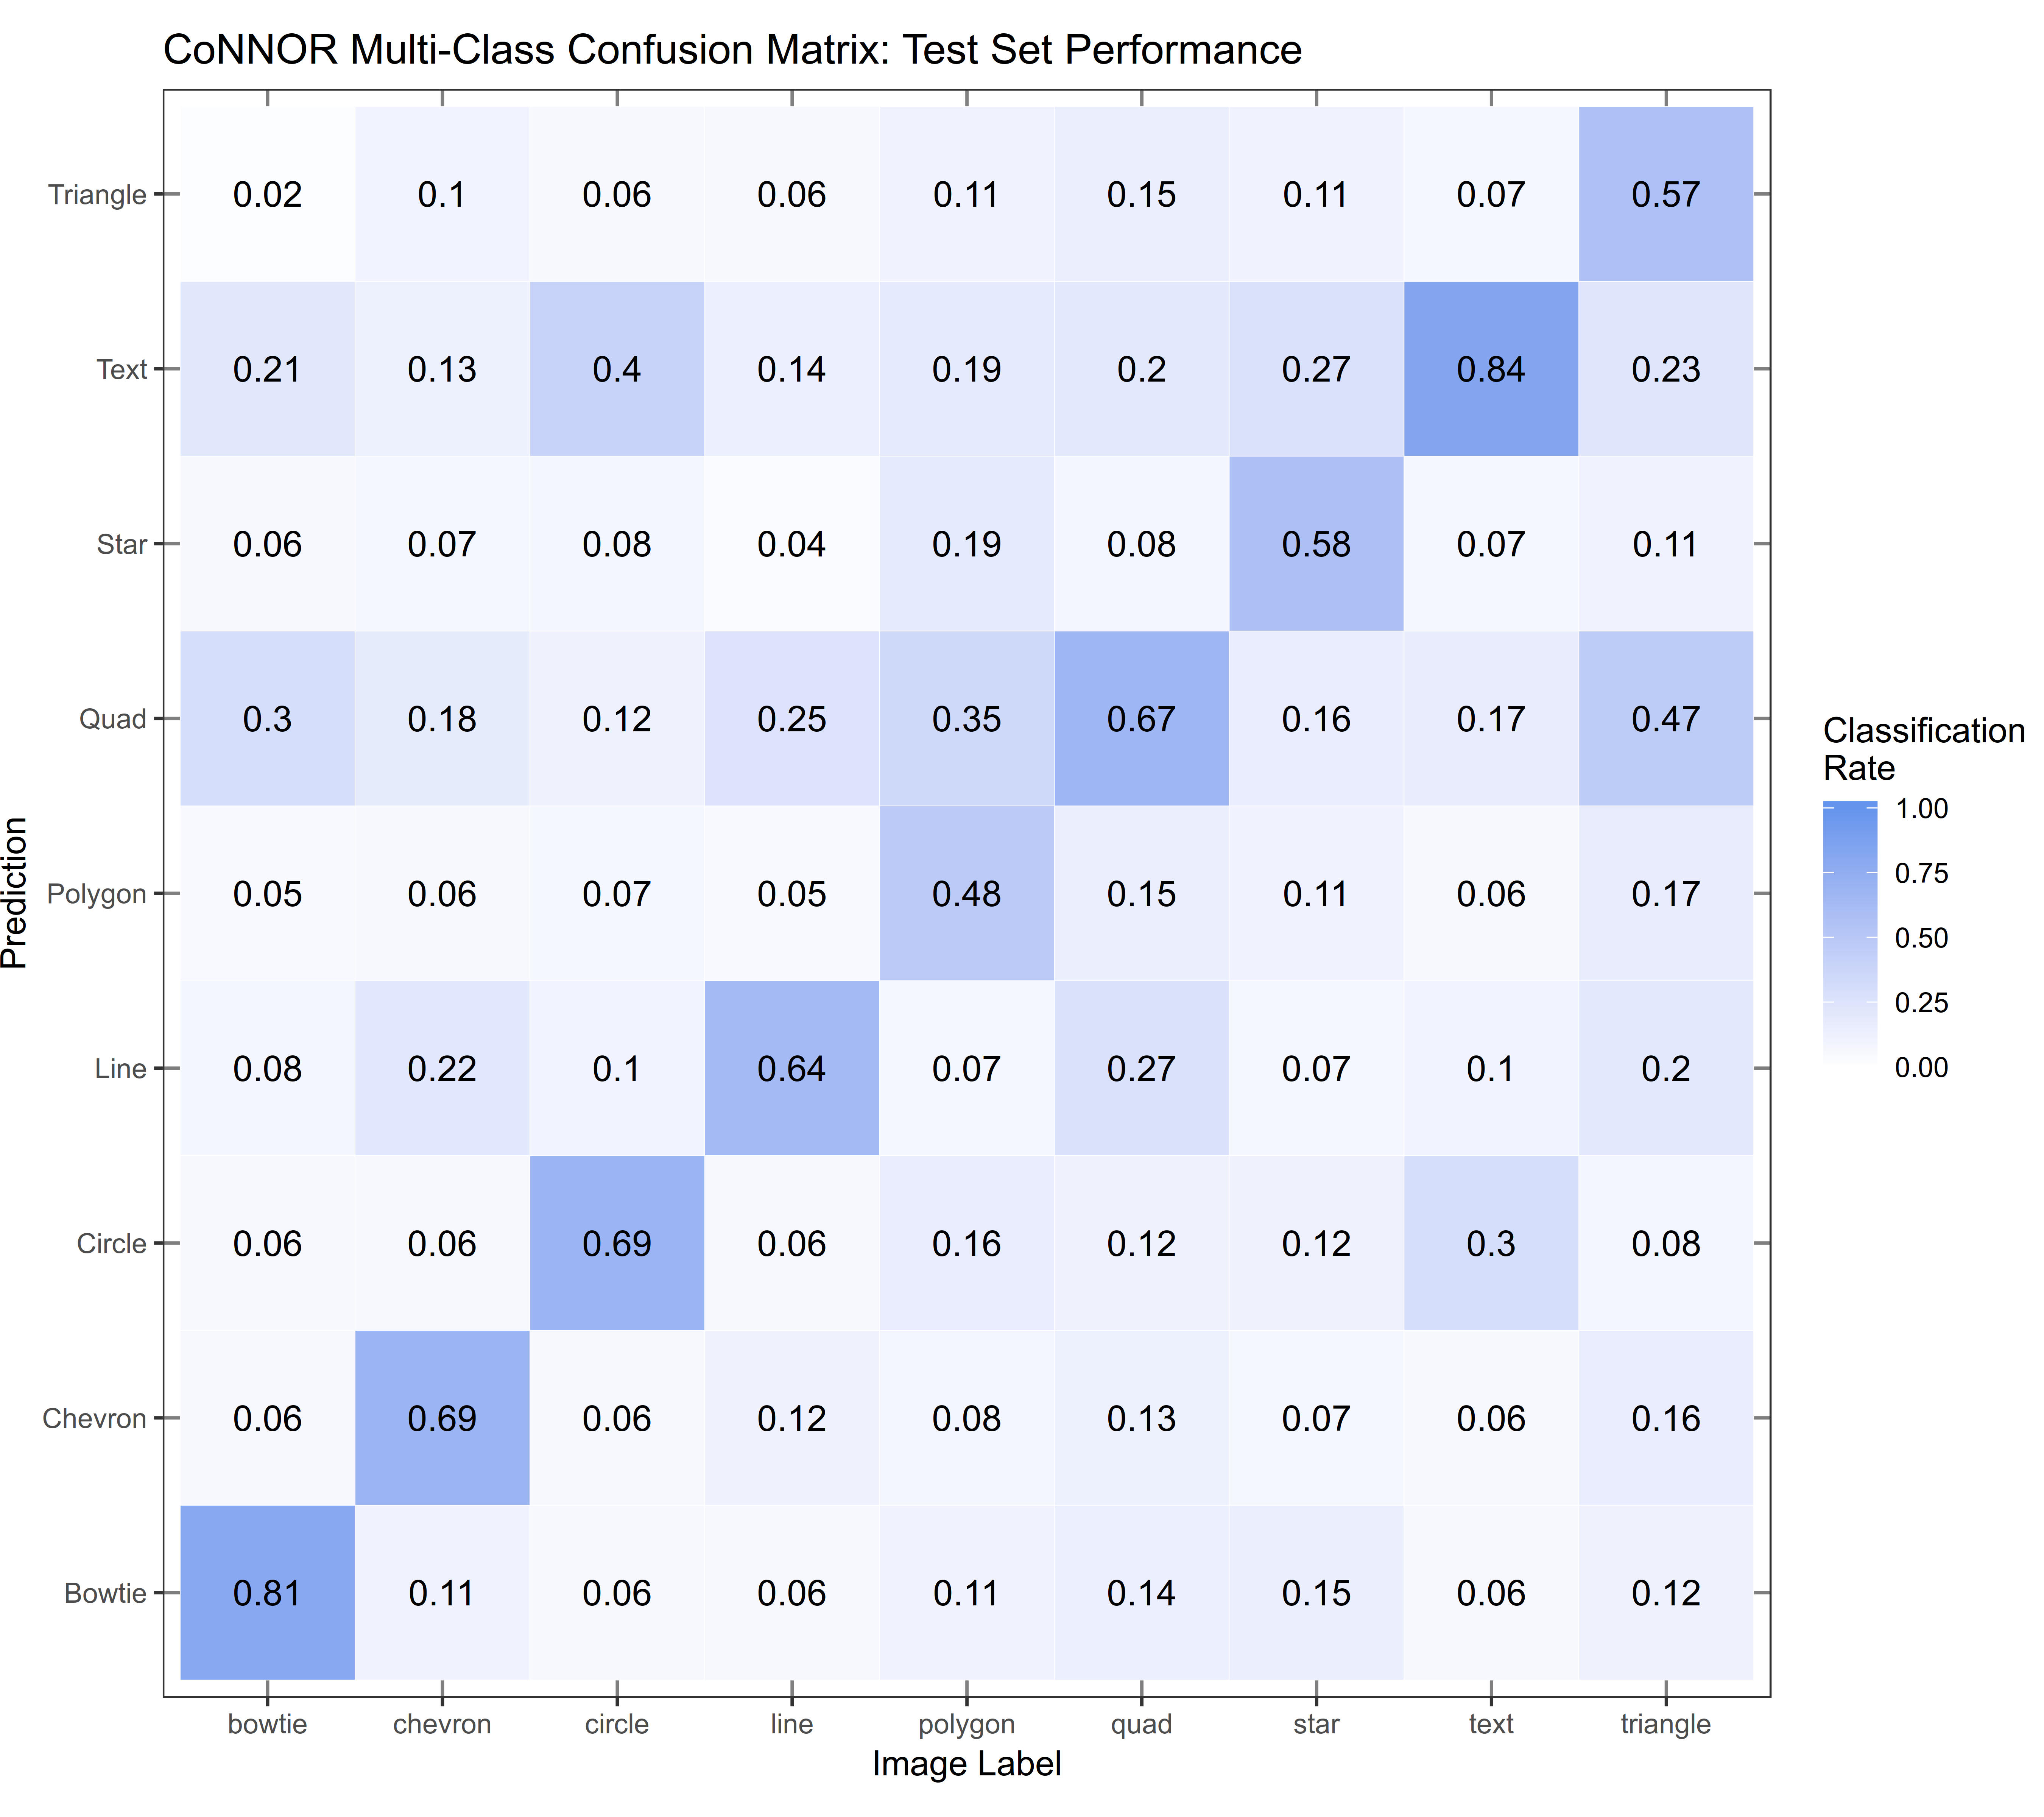 CoNNOR Multi-Class Confusion Matrix: Test Set Performance
Prediction
Triangle 0.02 0.1 0.06 0.06 0.11 0.15 0.11 0.07 0.57
Text 0.21 0.13 0.4 0.14 0.19 0.2 0.27 0.84 0.23
Star 0.06 0.07 0.08 0.04 0.19 0.08 0.58 0.07 0.11
Quad 0.3 0.18 0.12 0.25 0.35 0.67 0.16 0.17 0.47
Polygon 0.05 0.06 0.07 0.05 0.48 0.15 0.11 0.06 0.17
Line 0.08 0.22 0.1 0.64 0.07 0.27 0.07 0.1 0.2
Circle 0.06 0.06 0.69 0.06 0.16 0.12 0.12 0.3 0.08
Chevron 0.06 0.69 0.06 0.12 0.08 0.13 0.07 0.06 0.16
Bowtie 0.81 0.11 0.06 0.06 0.11 0.14 0.15 0.06 0.12
bowtie chevron circle line polygon quad star text triangle
Image Label
Classification
Rate
1.00
0.75
0.50
0.25
0.00